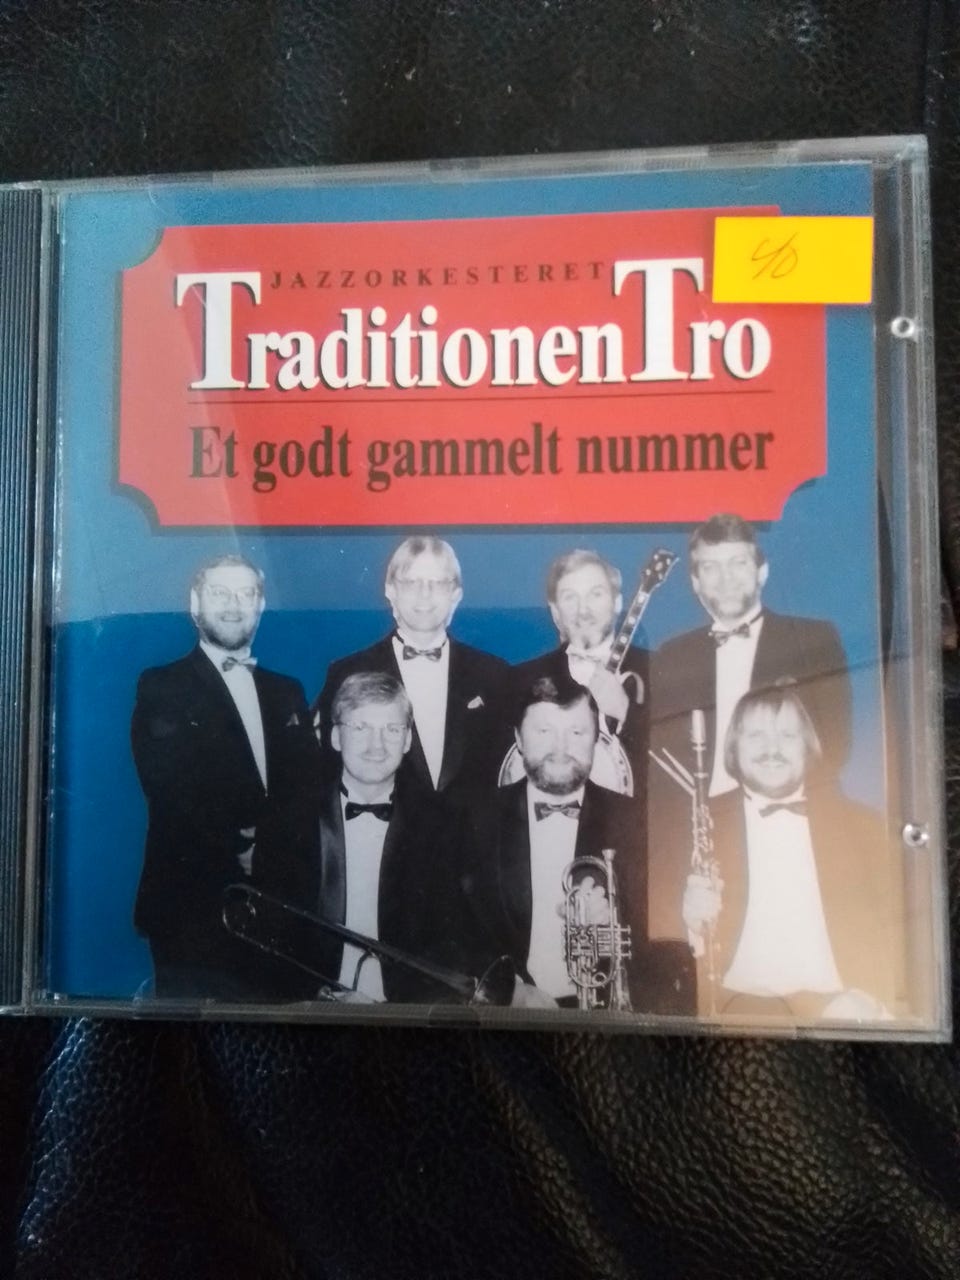 JAZZORKESTERET
TraditionenTro
Et godt gammelt nummer
40